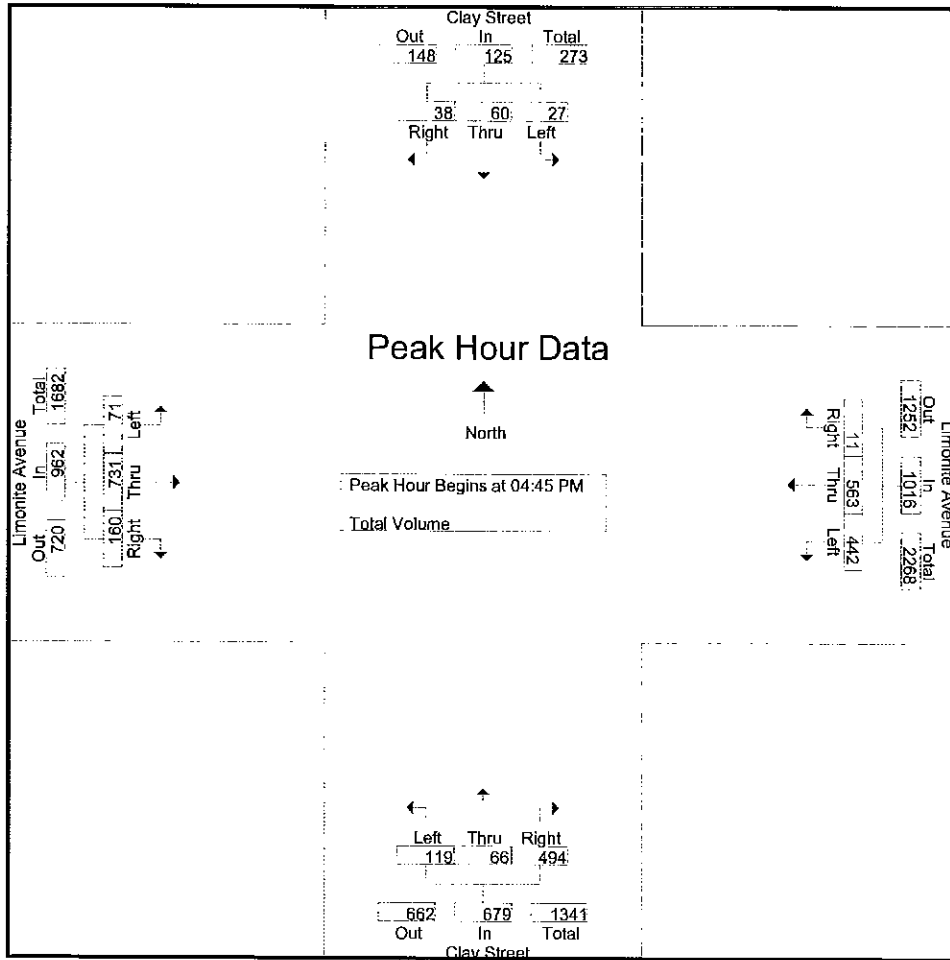 Clay Street
Out In Total
148 125 273
38 60 27
Right Thru Left
Peak Hour Data
North
Peak Hour Begins at 04:45 PM
Total Volume
Limonite Avenue
Out In Total
720 962 1682
160 731 71
Right Thru Left
Limonite Avenue
Out In Total
1252 1016 2268
11 563 442
Right Thru Left
Left Thru Right
119 66 494
662 679 1341
Out In Total
Clay Street